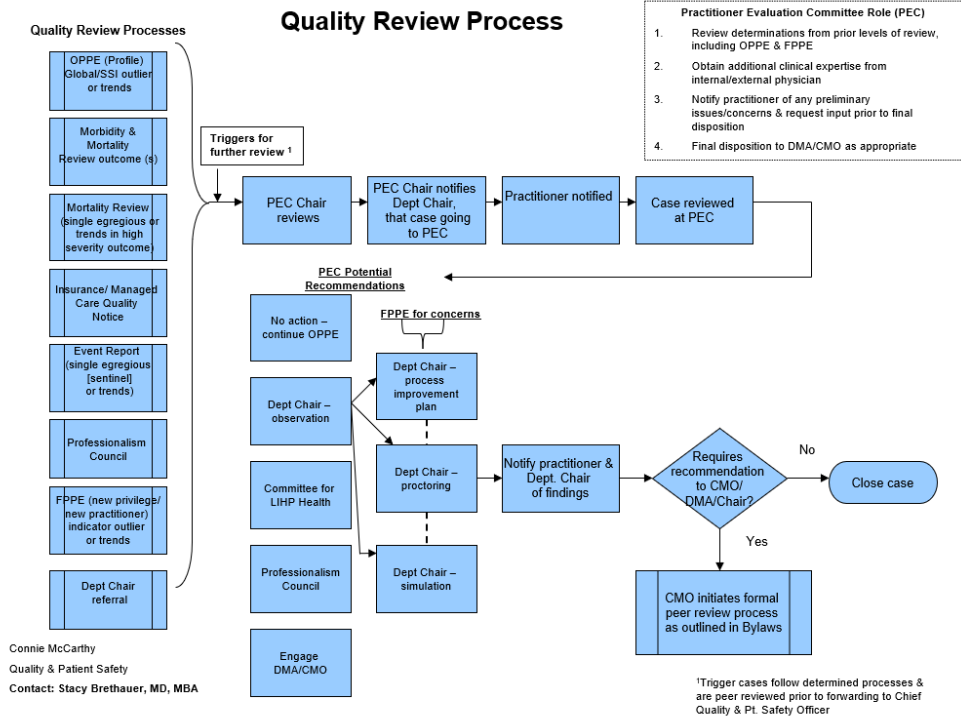 Quality Review Process
Practitioner Evaluation Committee Role (PEC)
1. Review determinations from prior levels of review,
including OPPE & FPPE
2. Obtain additional clinical expertise from
internal/external physician
3. Notify practitioner of any preliminary
issues/concerns & request input prior to final
disposition
4. Final disposition to DMA/CMO as appropriate
Quality Review Processes
OPPE (Profile)
Global/SSI outlier
or trends
Morbidity &
Mortality
Review outcome (s)
Mortality Review
(single egregious or
trends in high
severity outcome)
Insurance/ Managed
Care Quality
Notice
Event Report
(single egregious
[sentinel]
or trends)
Professionalism
Council
FPPE (new privilege/
new practitioner)
indicator outlier
or trends
Dept Chair
referral
Triggers for
further review ¹
PEC Chair
reviews
PEC Chair notifies
Dept Chair,
that case going
to PEC
Practitioner notified
Case reviewed
at PEC
PEC Potential
Recommendations
No action –
continue OPPE
Dept Chair –
observation
Committee for
LIHP Health
Professionalism
Council
Engage
DMA/CMO
FPPE for concerns
Dept Chair –
process
improvement
plan
Dept Chair –
proctoring
Dept Chair –
simulation
Notify practitioner &
Dept. Chair
of findings
Requires
recommendation
to CMO/
DMA/Chair?
No
Close case
Yes
CMO initiates formal
peer review process
as outlined in Bylaws
Connie McCarthy
Quality & Patient Safety
Contact: Stacy Brethauer, MD, MBA
¹Trigger cases follow determined processes &
are peer reviewed prior to forwarding to Chief
Quality & Pt. Safety Officer